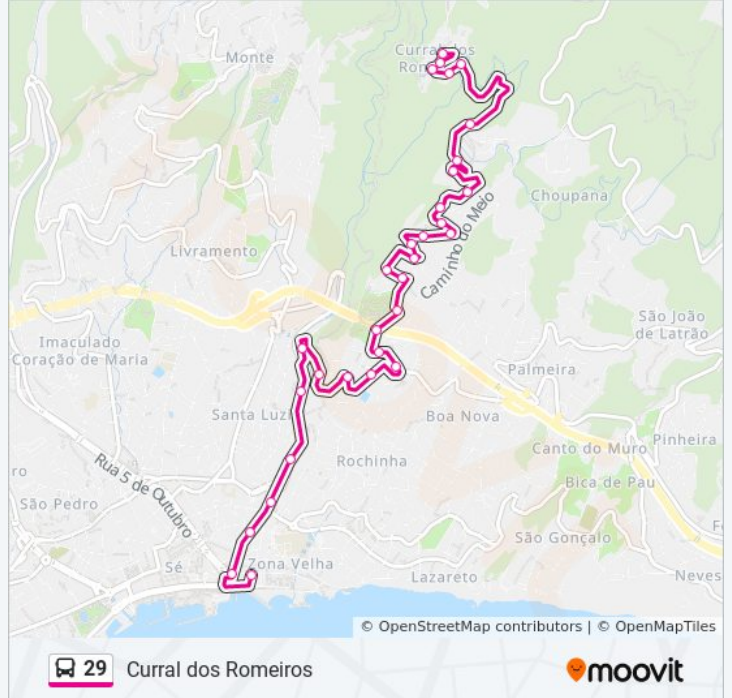 Monte
Curral dos
Romeiros
Choupana
Caminho do Meio
Livramento
São João
de Latrão
Imaculado
Coração de Maria
Palmeira
Santa Luzi
Boa Nova
Canto do Muro
Pinheira
Rochinha
ro
Rua 5 de Outubro
Bica de Pau
São Pedro
São Gonçalo
F
Sé
Zona Velha
Lazareto
Neves
© OpenStreetMap contributors | © OpenMapTiles
29 Curral dos Romeiros
moovit